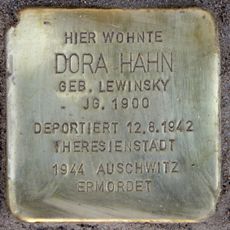 HIER WOHNTE
DORA HAHN
GEB. LEWINSKY
JG. 1900
DEPORTIERT 12.8.1942
THERESIENSTADT
1944 AUSCHWITZ
ERMORDET